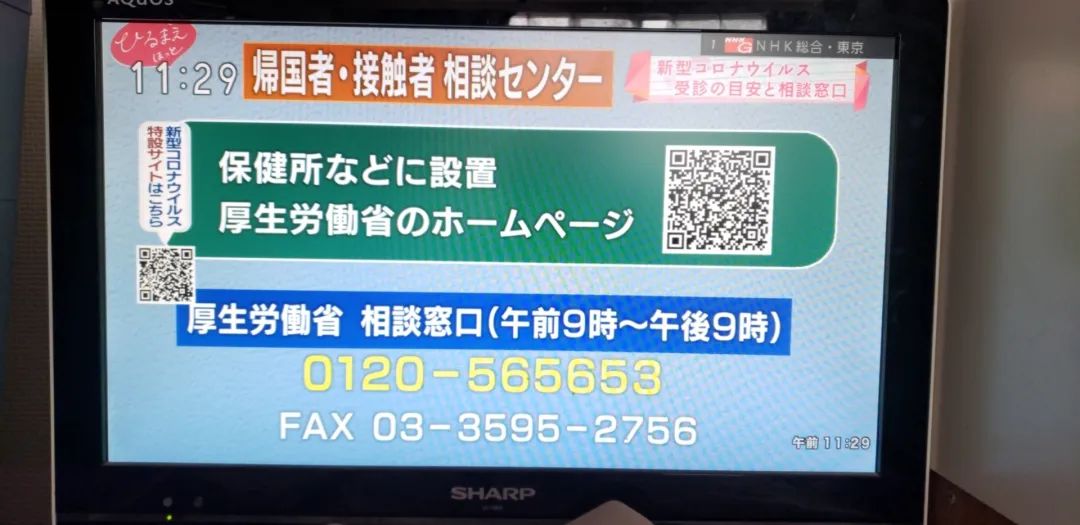 AQUOS
ひるまえ
ほっと
11:29
帰国者・接触者 相談センター
1 NHK G NHK総合・東京
新型コロナウイルス
受診の目安と相談窓口
新型コロナウイルス
特設サイトはこちら
保健所などに設置
厚生労働省のホームページ
厚生労働省 相談窓口(午前9時〜午後9時)
0120-565653
FAX 03-3595-2756
午前 11:29
SHARP